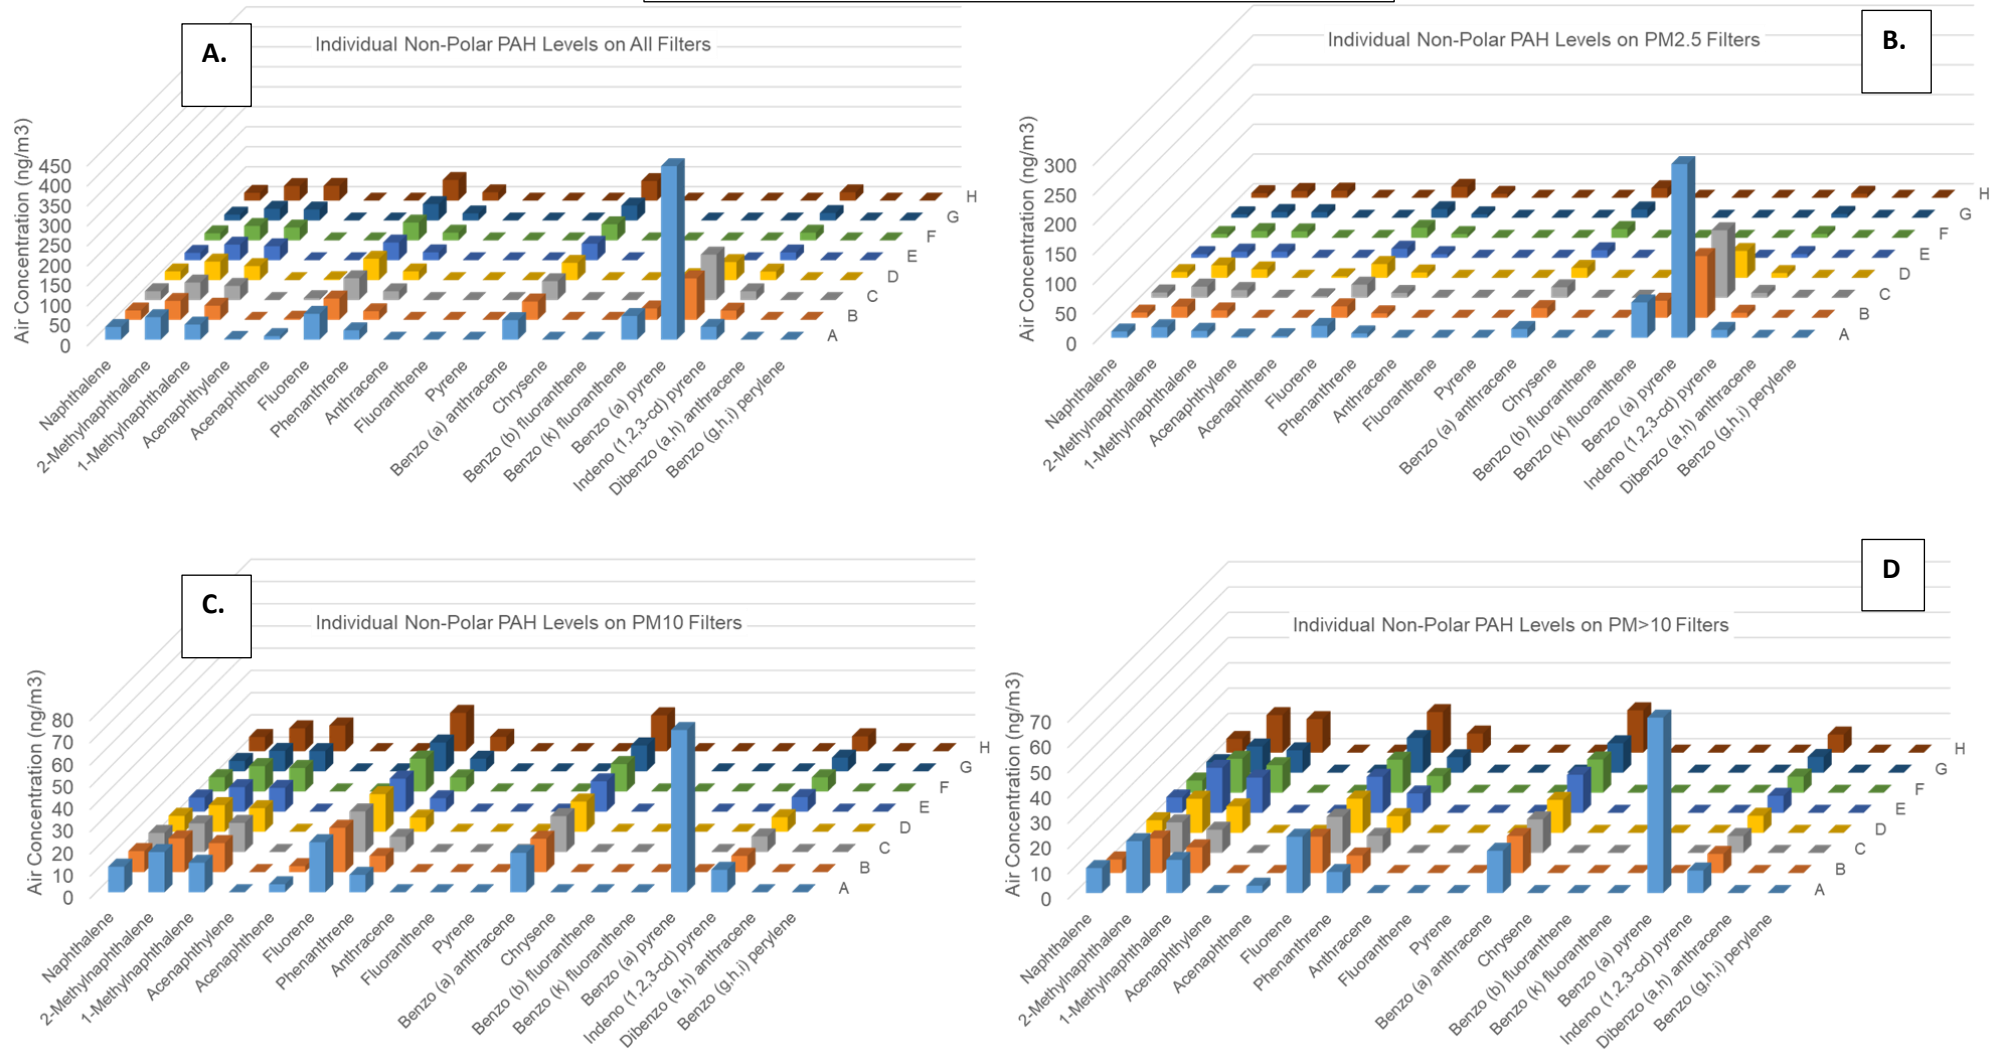 A.
Individual Non-Polar PAH Levels on All Filters
Air Concentration (ng/m3)
450
400
350
300
250
200
150
100
50
0
H
G
F
E
D
C
B
A
Naphthalene
2-Methylnaphthalene
1-Methylnaphthalene
Acenaphthylene
Acenaphthene
Fluorene
Phenanthrene
Anthracene
Fluoranthene
Pyrene
Benzo (a) anthracene
Chrysene
Benzo (b) fluoranthene
Benzo (k) fluoranthene
Benzo (a) pyrene
Indeno (1,2,3-cd) pyrene
Dibenzo (a,h) anthracene
Benzo (g,h,i) perylene
B.
Individual Non-Polar PAH Levels on PM2.5 Filters
Air Concentration (ng/m3)
300
250
200
150
100
50
0
H
G
F
E
D
C
B
A
Naphthalene
2-Methylnaphthalene
1-Methylnaphthalene
Acenaphthylene
Acenaphthene
Fluorene
Phenanthrene
Anthracene
Fluoranthene
Pyrene
Benzo (a) anthracene
Chrysene
Benzo (b) fluoranthene
Benzo (k) fluoranthene
Benzo (a) pyrene
Indeno (1,2,3-cd) pyrene
Dibenzo (a,h) anthracene
Benzo (g,h,i) perylene
C.
Individual Non-Polar PAH Levels on PM10 Filters
Air Concentration (ng/m3)
80
70
60
50
40
30
20
10
0
H
G
F
E
D
C
B
A
Naphthalene
2-Methylnaphthalene
1-Methylnaphthalene
Acenaphthylene
Acenaphthene
Fluorene
Phenanthrene
Anthracene
Fluoranthene
Pyrene
Benzo (a) anthracene
Chrysene
Benzo (b) fluoranthene
Benzo (k) fluoranthene
Benzo (a) pyrene
Indeno (1,2,3-cd) pyrene
Dibenzo (a,h) anthracene
Benzo (g,h,i) perylene
D
Individual Non-Polar PAH Levels on PM>10 Filters
Air Concentration (ng/m3)
70
60
50
40
30
20
10
0
H
G
F
E
D
C
B
A
Naphthalene
2-Methylnaphthalene
1-Methylnaphthalene
Acenaphthylene
Acenaphthene
Fluorene
Phenanthrene
Anthracene
Fluoranthene
Pyrene
Benzo (a) anthracene
Chrysene
Benzo (b) fluoranthene
Benzo (k) fluoranthene
Benzo (a) pyrene
Indeno (1,2,3-cd) pyrene
Dibenzo (a,h) anthracene
Benzo (g,h,i) perylene